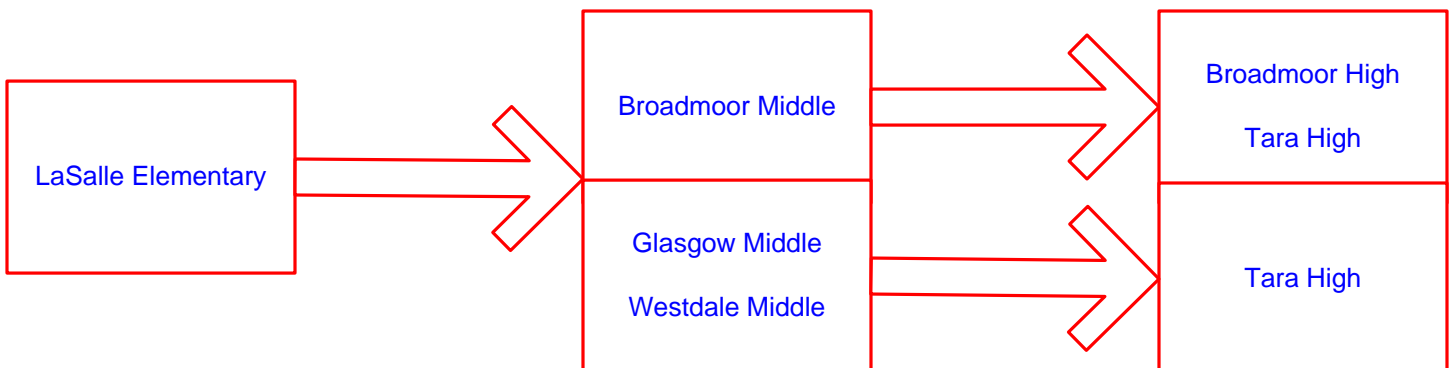 LaSalle Elementary
Broadmoor Middle
Glasgow Middle
Westdale Middle
Broadmoor High
Tara High
Tara High